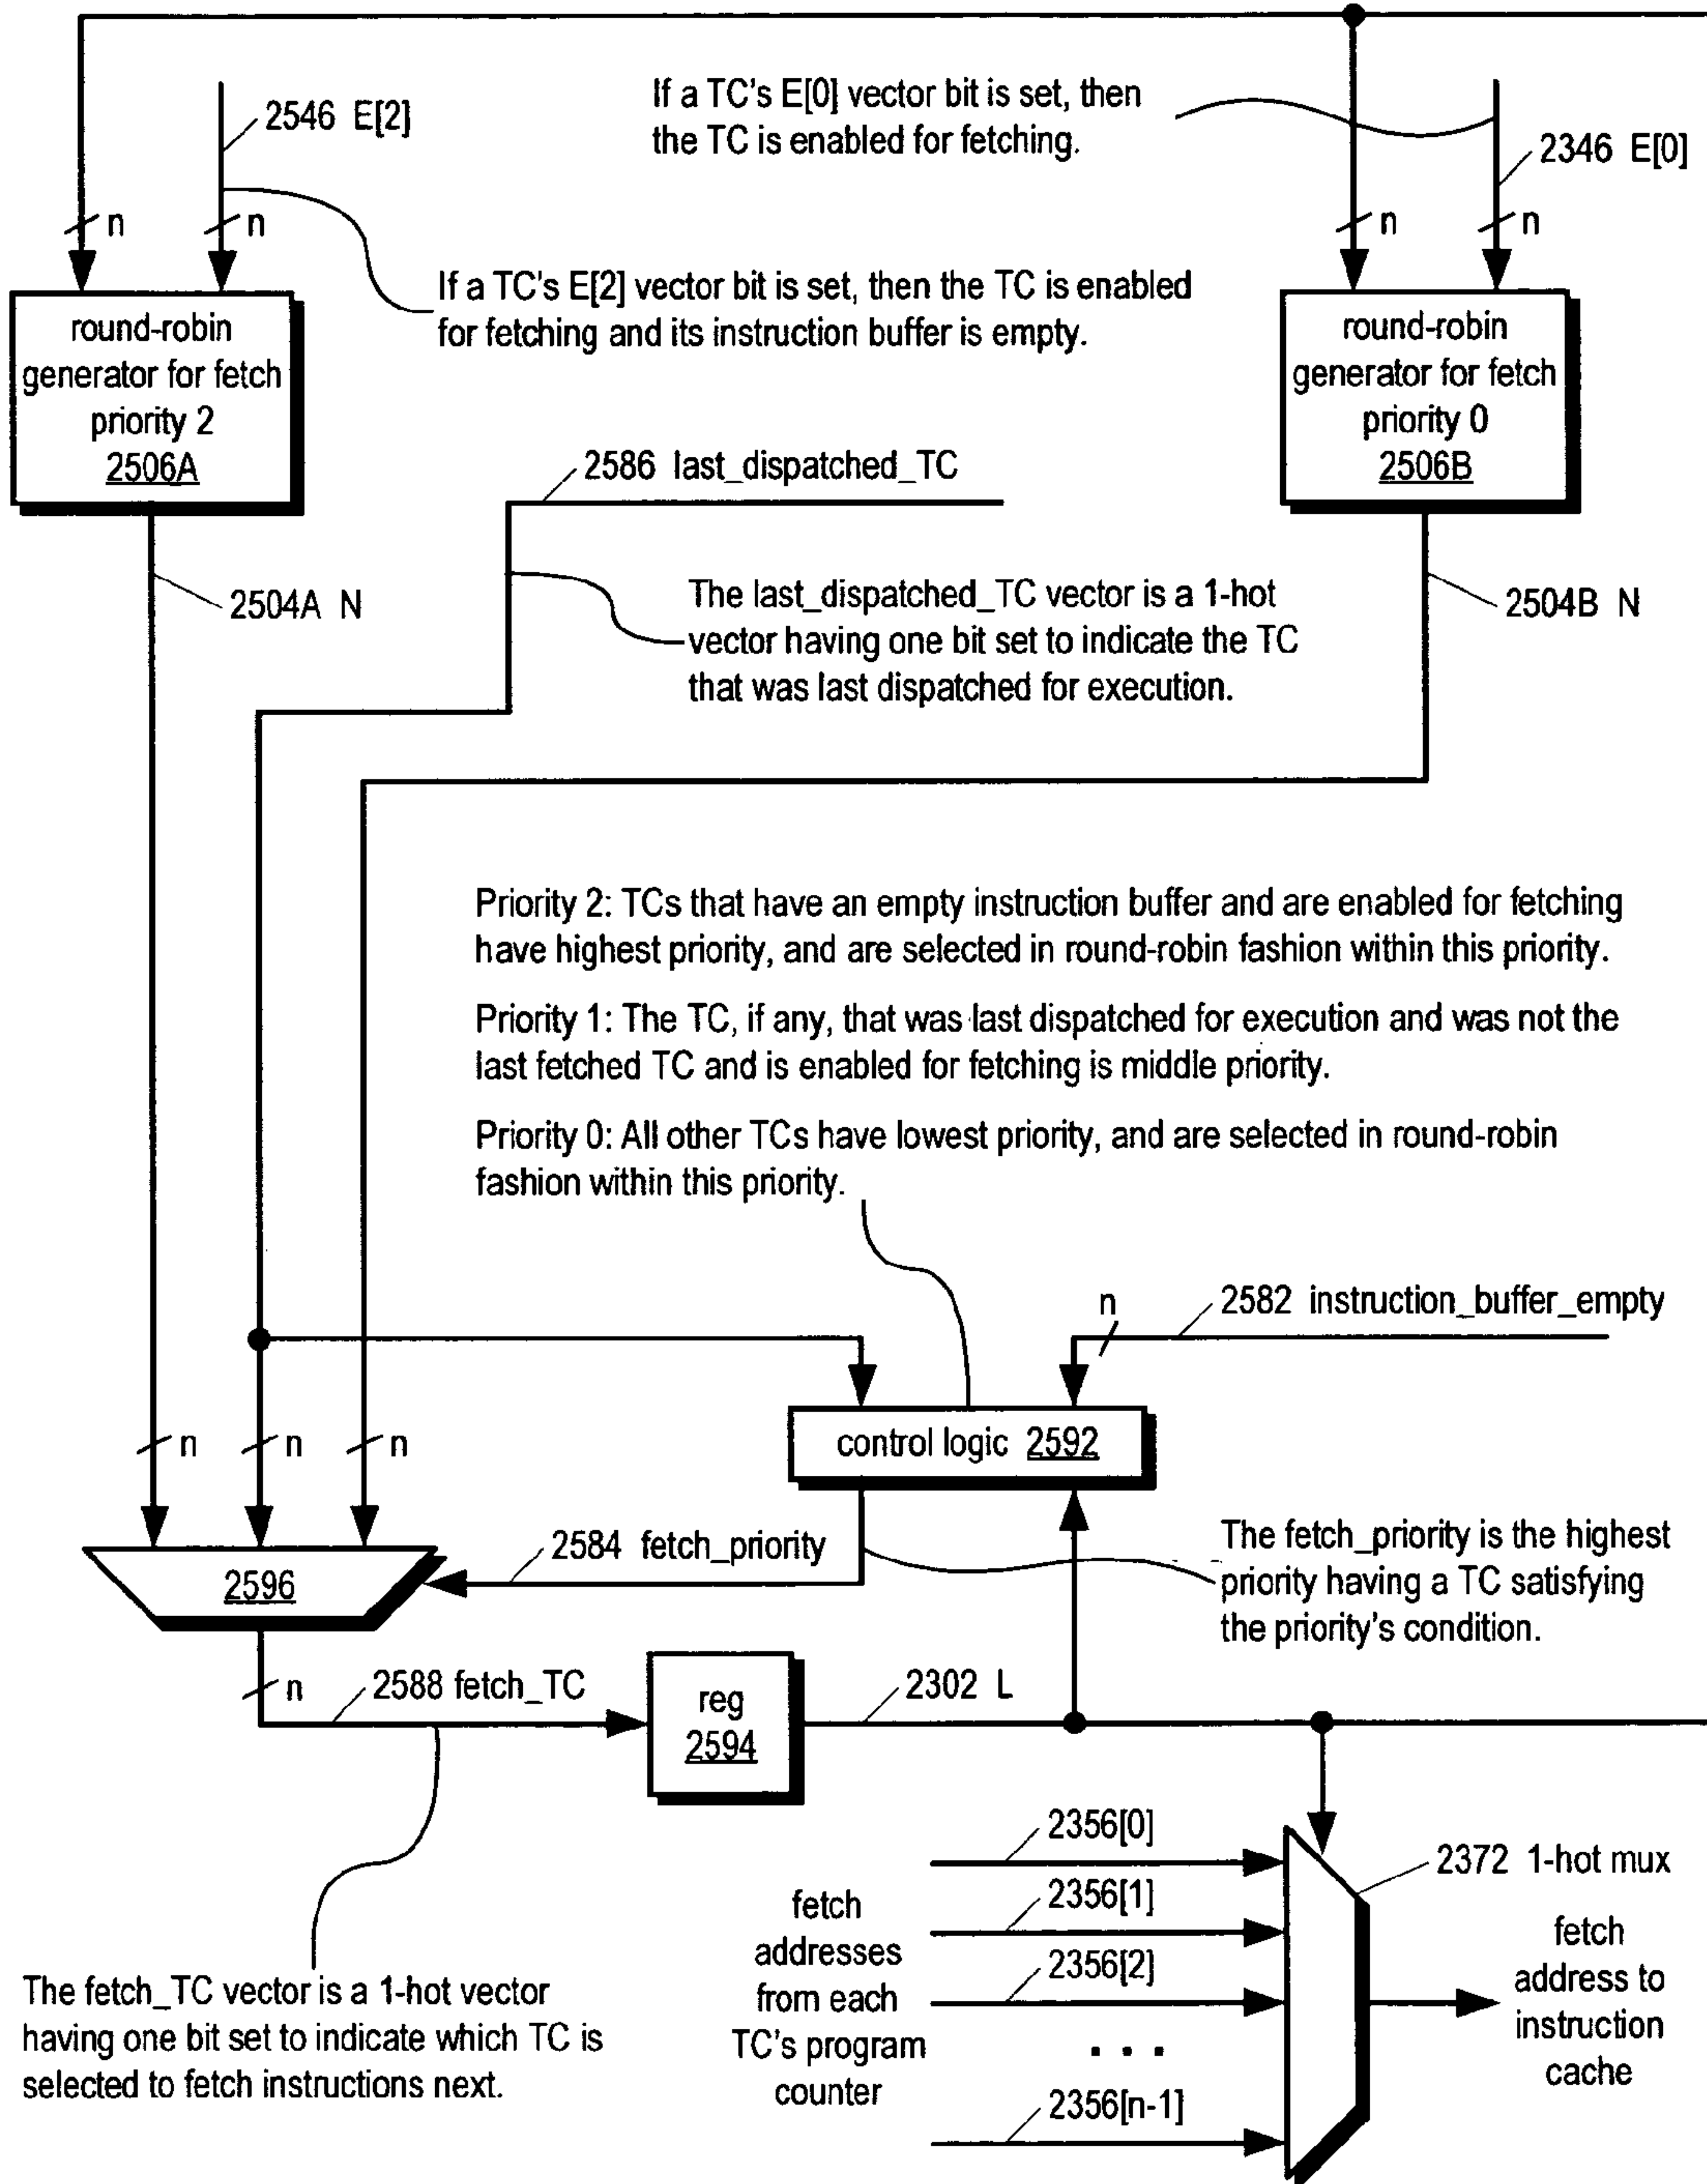 2546 E[2]
If a TC's E[0] vector bit is set, then
the TC is enabled for fetching.
2346 E[0]
n
n
n
n
If a TC's E[2] vector bit is set, then the TC is enabled
for fetching and its instruction buffer is empty.
round-robin
generator for fetch
priority 2
2506A
round-robin
generator for fetch
priority 0
2506B
2586 last_dispatched_TC
2504A N
The last_dispatched_TC vector is a 1-hot
vector having one bit set to indicate the TC
that was last dispatched for execution.
2504B N
Priority 2: TCs that have an empty instruction buffer and are enabled for fetching
have highest priority, and are selected in round-robin fashion within this priority.
Priority 1: The TC, if any, that was last dispatched for execution and was not the
last fetched TC and is enabled for fetching is middle priority.
Priority 0: All other TCs have lowest priority, and are selected in round-robin
fashion within this priority.
n
2582 instruction_buffer_empty
n
n
n
control logic 2592
2584 fetch_priority
The fetch_priority is the highest
priority having a TC satisfying
the priority's condition.
2596
n
2588 fetch_TC
reg
2594
2302 L
2356[0]
2356[1]
2356[2]
. . .
2356[n-1]
fetch
addresses
from each
TC's program
counter
2372 1-hot mux
fetch
address to
instruction
cache
The fetch_TC vector is a 1-hot vector
having one bit set to indicate which TC is
selected to fetch instructions next.